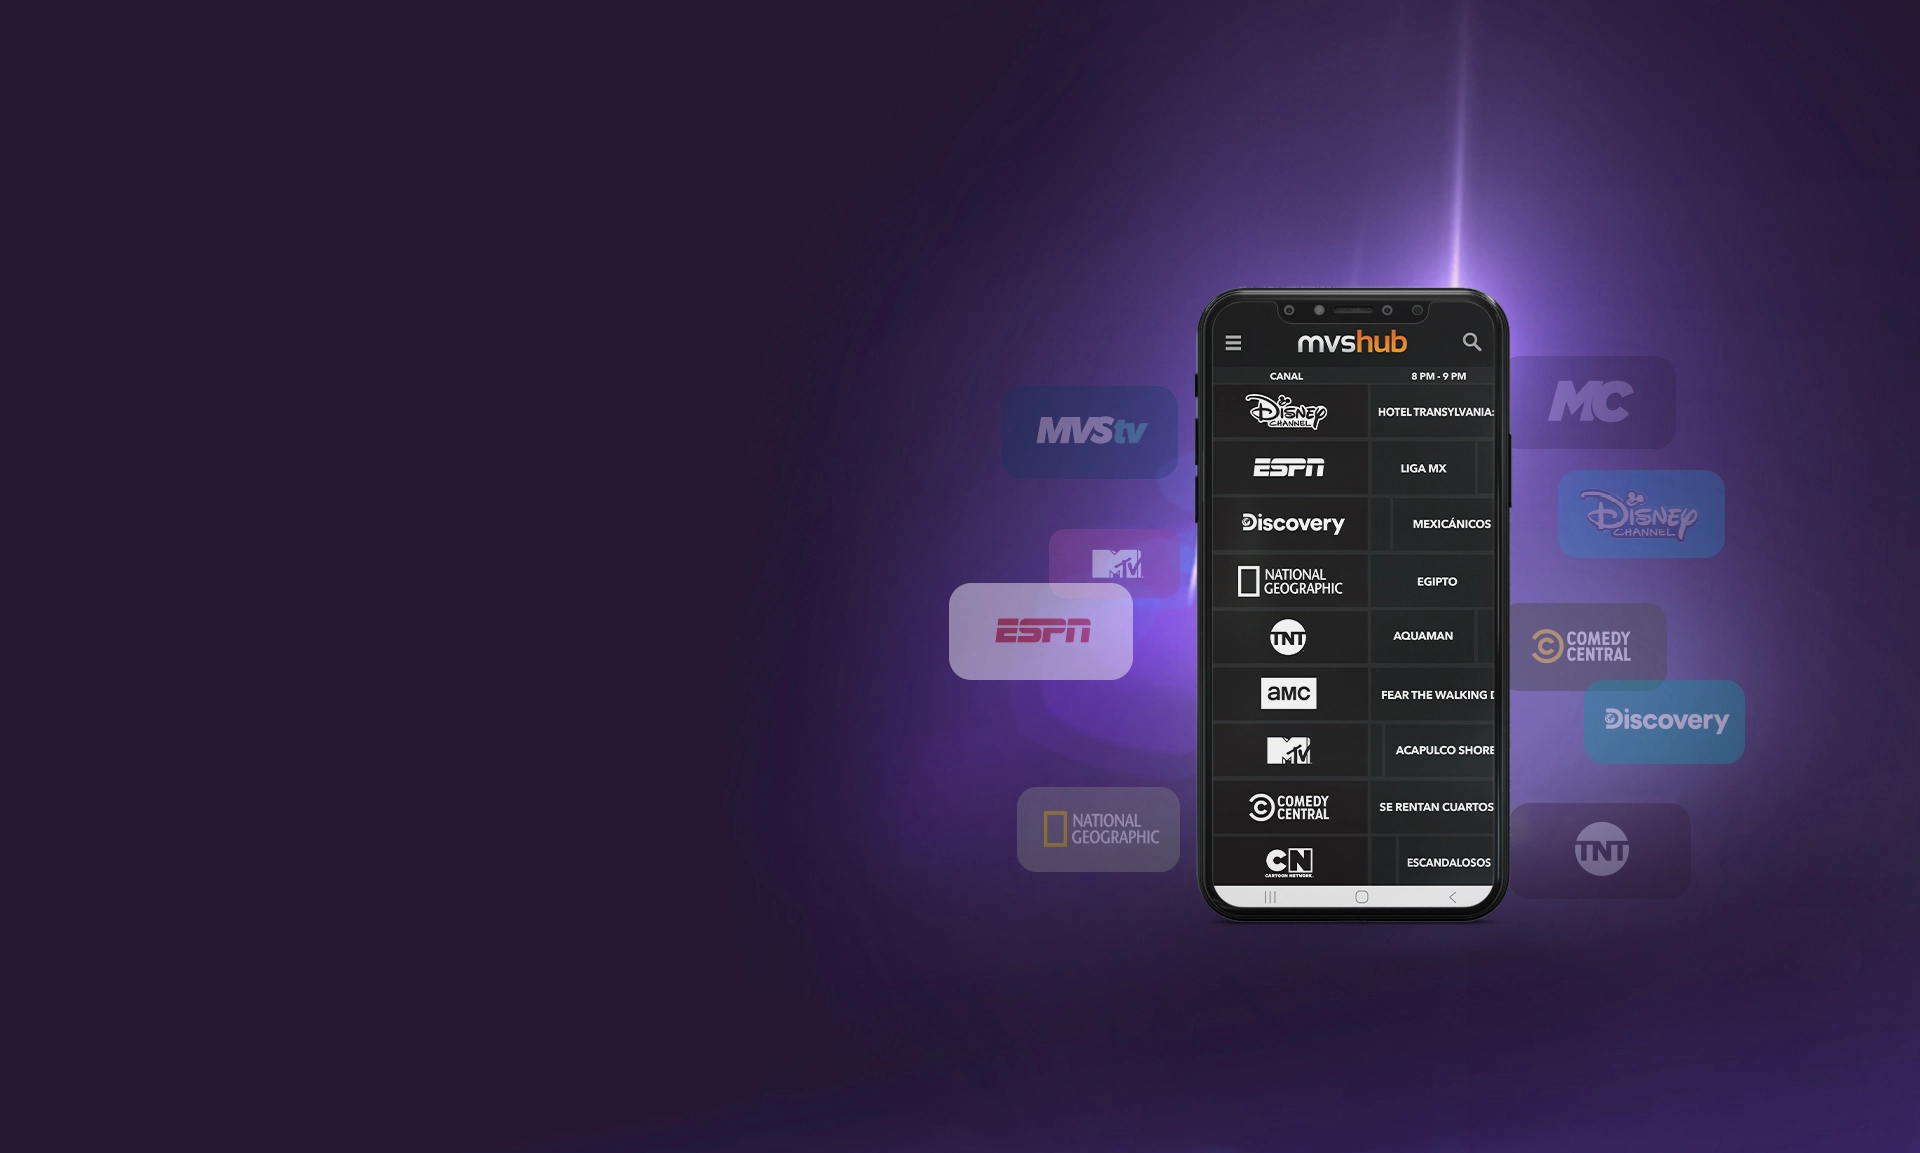 mvshub
CANAL 8 PM - 9 PM
DISNEY CHANNEL HOTEL TRANSYLVANIA:
ESPN LIGA MX
Discovery MEXICÁNICOS
NATIONAL GEOGRAPHIC EGIPTO
TNT AQUAMAN
aMC FEAR THE WALKING D
MTV ACAPULCO SHORE
COMEDY CENTRAL SE RENTAN CUARTOS
CN CARTOON NETWORK. ESCANDALOSOS
MVStv
MTV
ESPN
NATIONAL
GEOGRAPHIC
MC
DISNEY
CHANNEL
COMEDY
CENTRAL
Discovery
TNT